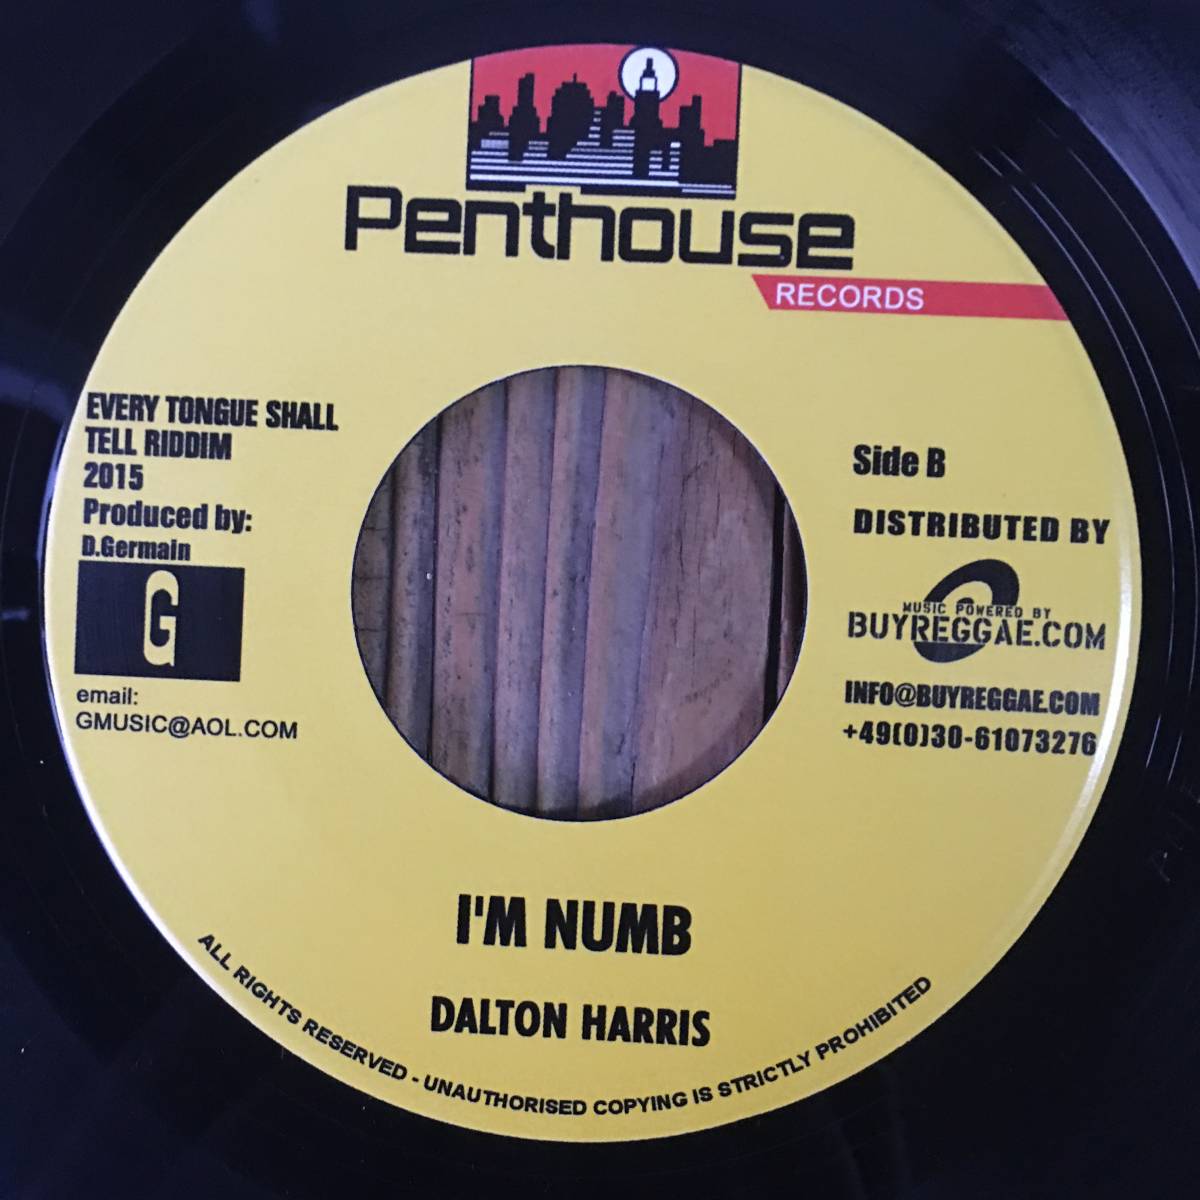 Penthouse
RECORDS
EVERY TONGUE SHALL
TELL RIDDIM
2015
Produced by:
D.Germain
G
email:
GMUSIC@AOL.COM
Side B
DISTRIBUTED BY
MUSIC POWERED BY
BUYREGGAE.COM
INFO@BUYREGGAE.COM
+49(0)30-61073276
I'M NUMB
DALTON HARRIS
ALL RIGHTS RESERVED - UNAUTHORISED COPYING IS STRICTLY PROHIBITED